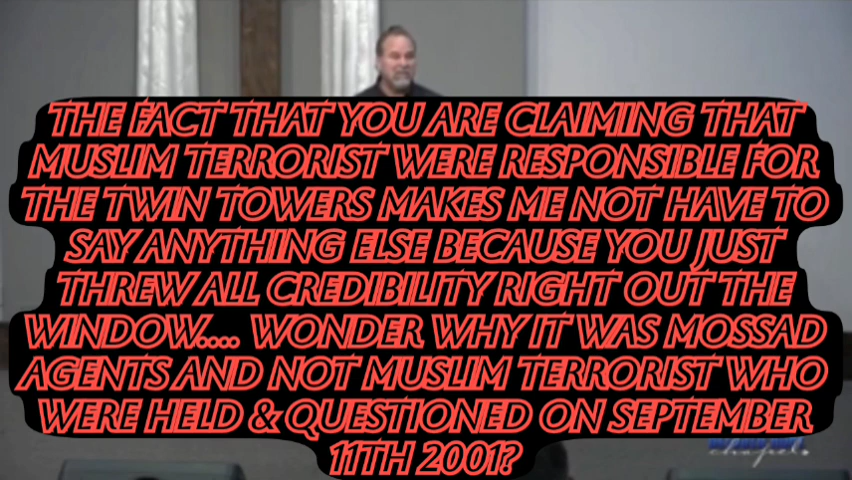 THE FACT THAT YOU ARE CLAIMING THAT
MUSLIM TERRORIST WERE RESPONSIBLE FOR
THE TWIN TOWERS MAKES ME NOT HAVE TO
SAY ANYTHING ELSE BECAUSE YOU JUST
THREW ALL CREDIBILITY RIGHT OUT THE
WINDOW.... WONDER WHY IT WAS MOSSAD
AGENTS AND NOT MUSLIM TERRORIST WHO
WERE HELD & QUESTIONED ON SEPTEMBER
11TH 2001?
chapel